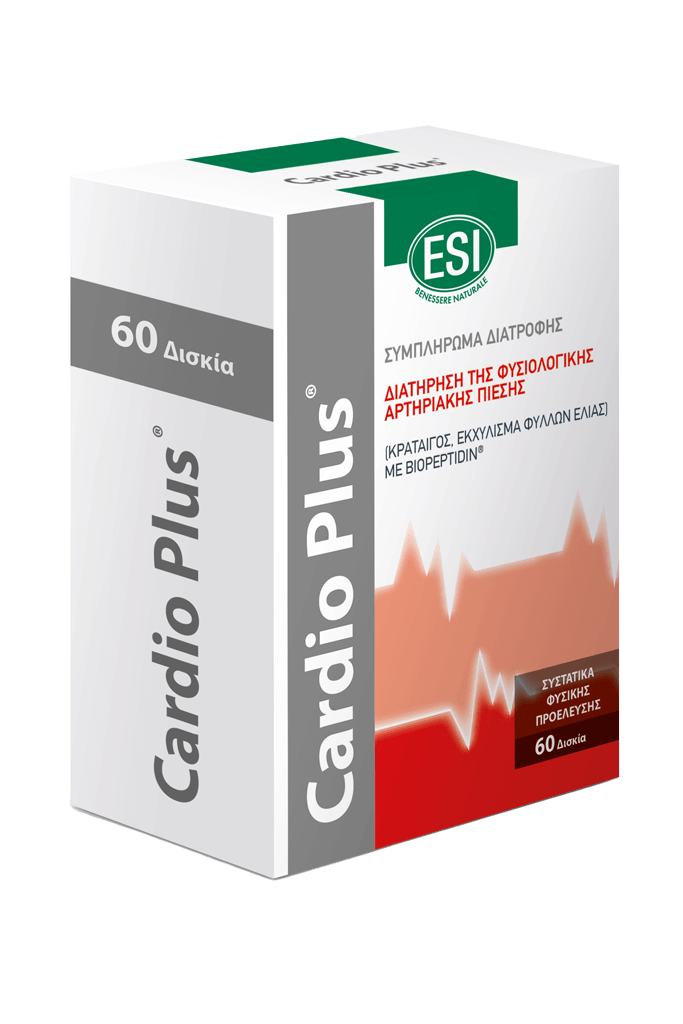 Cardio Plus®
ESI
BENESSERE NATURALE
ΣΥΜΠΛΗΡΩΜΑ ΔΙΑΤΡΟΦΗΣ
ΔΙΑΤΗΡΗΣΗ ΤΗΣ ΦΥΣΙΟΛΟΓΙΚΗΣ
ΑΡΤΗΡΙΑΚΗΣ ΠΙΕΣΗΣ
(ΚΡΑΤΑΙΓΟΣ, ΕΚΧΥΛΙΣΜΑ ΦΥΛΛΩΝ ΕΛΙΑΣ)
ΜΕ BIOPEPTIDIN®
60 Δισκία
Cardio Plus®
Cardio Plus®
ΣΥΣΤΑΤΙΚΑ
ΦΥΣΙΚΗΣ
ΠΡΟΕΛΕΥΣΗΣ
60 Δισκία